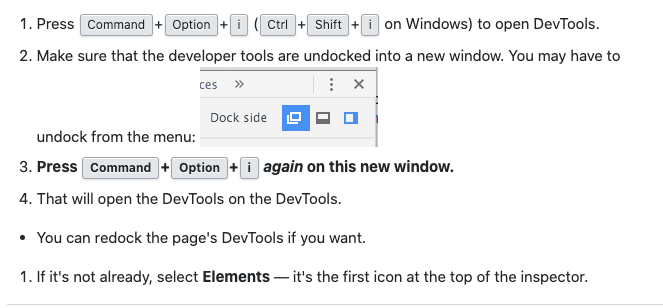 1. Press Command + Option + i ( Ctrl + Shift + i on Windows) to open DevTools.
2. Make sure that the developer tools are undocked into a new window. You may have to
ces »
Dock side
undock from the menu:
3. Press Command + Option + i again on this new window.
4. That will open the DevTools on the DevTools.
• You can redock the page's DevTools if you want.
1. If it's not already, select Elements — it's the first icon at the top of the inspector.